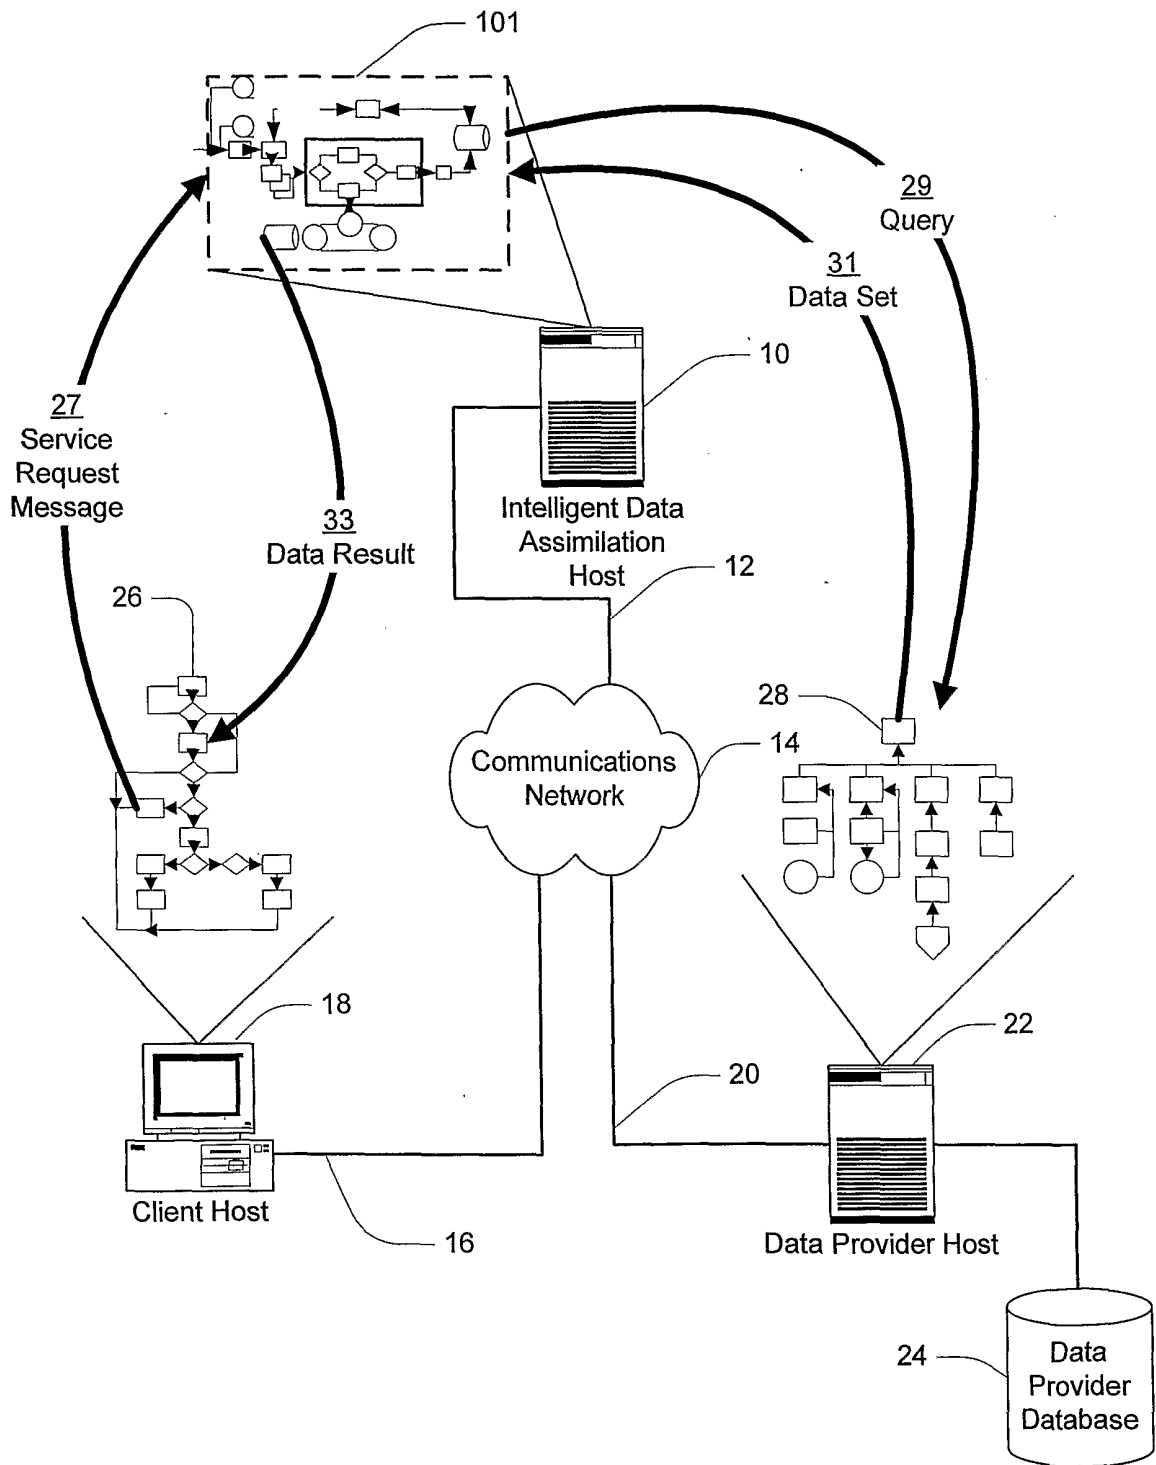 101
29
Query
31
Data Set
10
27
Service
Request
Message
33
Data Result
Intelligent Data
Assimilation
Host
12
26
28
14
Communications
Network
18
22
20
Client Host
16
Data Provider Host
24
Data
Provider
Database